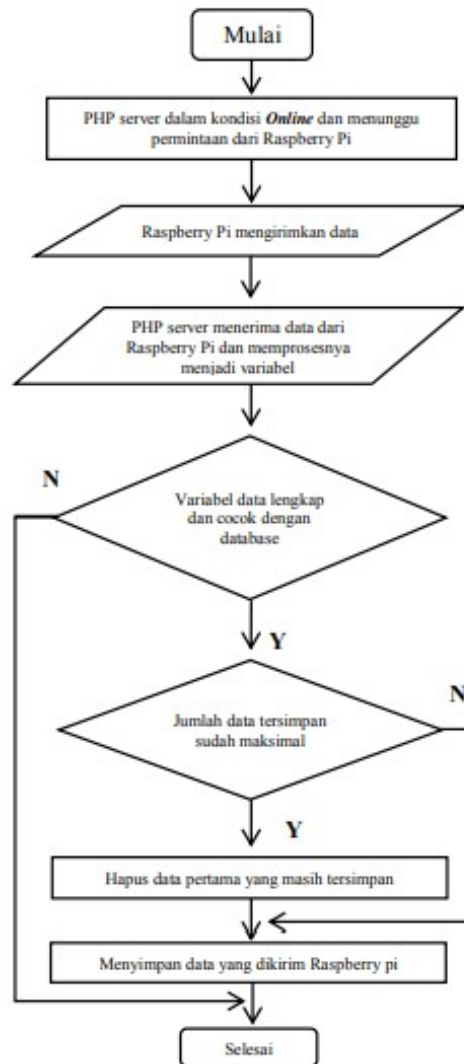 Mulai
PHP server dalam kondisi Online dan menunggu
permintaan dari Raspberry Pi
Raspberry Pi mengirimkan data
PHP server menerima data dari
Raspberry Pi dan memprosesnya
menjadi variabel
N
Variabel data lengkap
dan cocok dengan
database
Y
N
Jumlah data tersimpan
sudah maksimal
Y
Hapus data pertama yang masih tersimpan
Menyimpan data yang dikirim Raspberry pi
Selesai